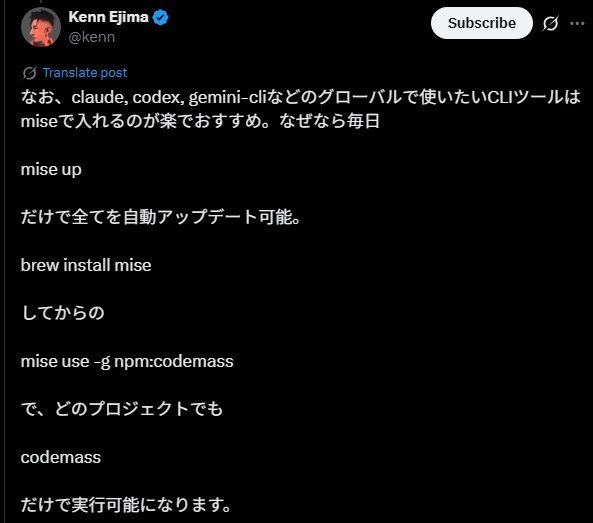 Kenn Ejima
@kenn
Subscribe
Translate post
なお、claude, codex, gemini-cliなどのグローバルで使いたいCLIツールは
miseで入れるのが楽でおすすめ。なぜなら毎日
mise up
だけで全てを自動アップデート可能。
brew install mise
してからの
mise use -g npm:codemass
で、どのプロジェクトでも
codemass
だけで実行可能になります。